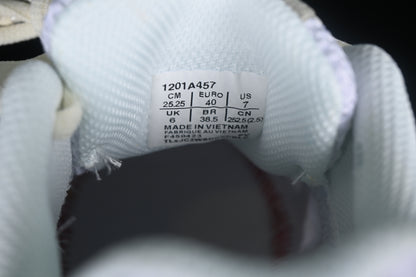 1201A457
CM EURO US
25.25 40 7
UK BR CN
6 38.5 252.5(2.5)
MADE IN VIETNAM
FABRIQUE AU VIETNAM